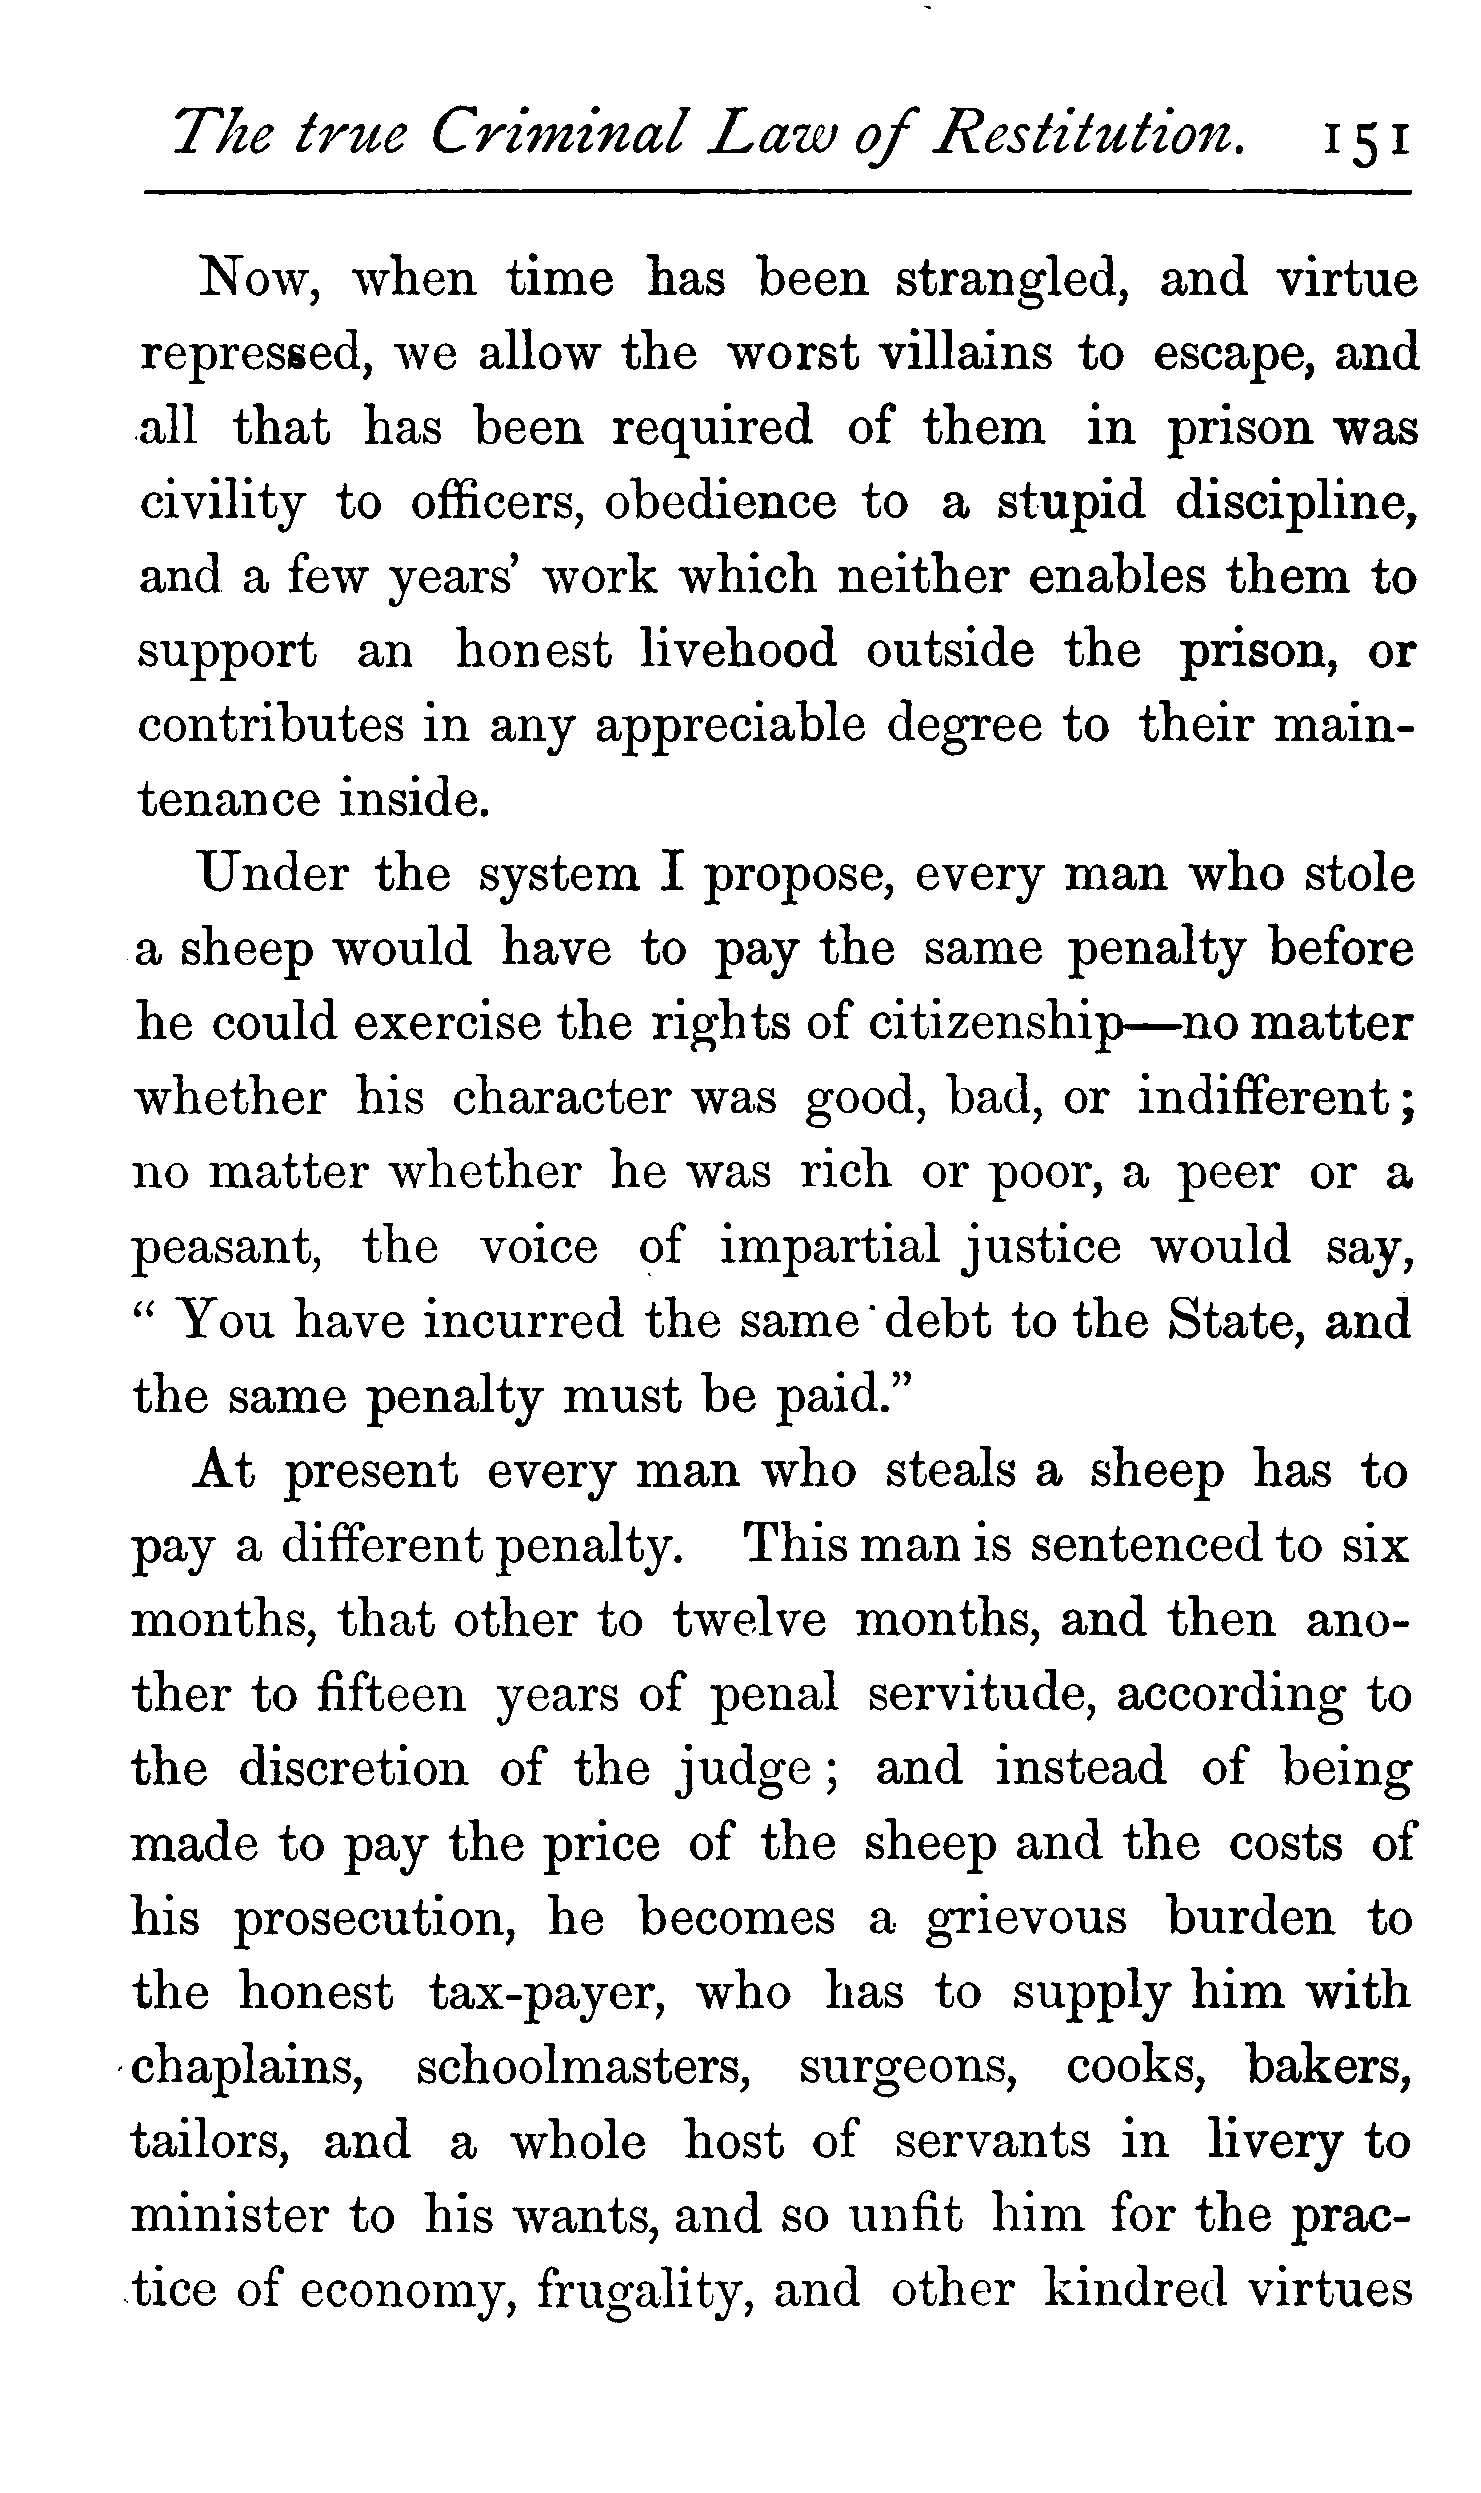 The true Criminal Law of Restitution. 151
Now, when time has been strangled, and virtue
repressed, we allow the worst villains to escape, and
all that has been required of them in prison was
civility to officers, obedience to a stupid discipline,
and a few years’ work which neither enables them to
support an honest livehood outside the prison, or
contributes in any appreciable degree to their main-
tenance inside.
Under the system I propose, every man who stole
a sheep would have to pay the same penalty before
he could exercise the rights of citizenship—no matter
whether his character was good, bad, or indifferent;
no matter whether he was rich or poor, a peer or a
peasant, the voice of impartial justice would say,
“ You have incurred the same debt to the State, and
the same penalty must be paid.”
At present every man who steals a sheep has to
pay a different penalty. This man is sentenced to six
months, that other to twelve months, and then ano-
ther to fifteen years of penal servitude, according to
the discretion of the judge; and instead of being
made to pay the price of the sheep and the costs of
his prosecution, he becomes a grievous burden to
the honest tax-payer, who has to supply him with
chaplains, schoolmasters, surgeons, cooks, bakers,
tailors, and a whole host of servants in livery to
minister to his wants, and so unfit him for the prac-
tice of economy, frugality, and other kindred virtues